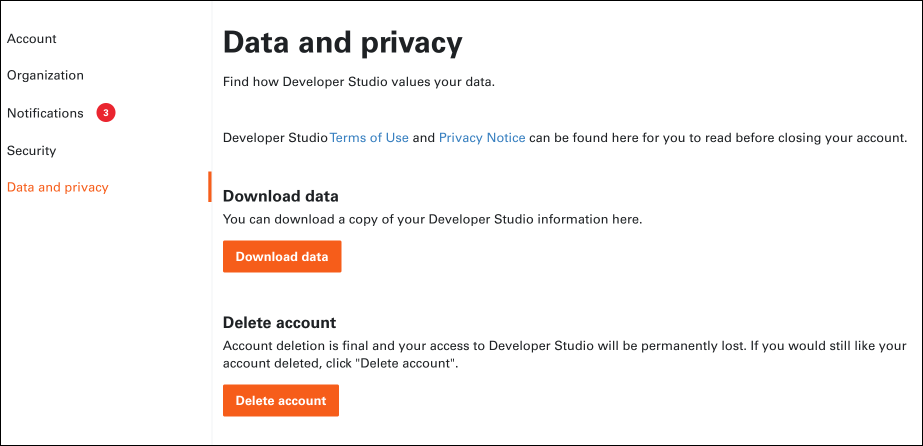 Account
Organization
Notifications 3
Security
Data and privacy
Data and privacy
Find how Developer Studio values your data.
Developer Studio Terms of Use and Privacy Notice can be found here for you to read before closing your account.
Download data
You can download a copy of your Developer Studio information here.
Download data
Delete account
Account deletion is final and your access to Developer Studio will be permanently lost. If you would still like your
account deleted, click "Delete account".
Delete account